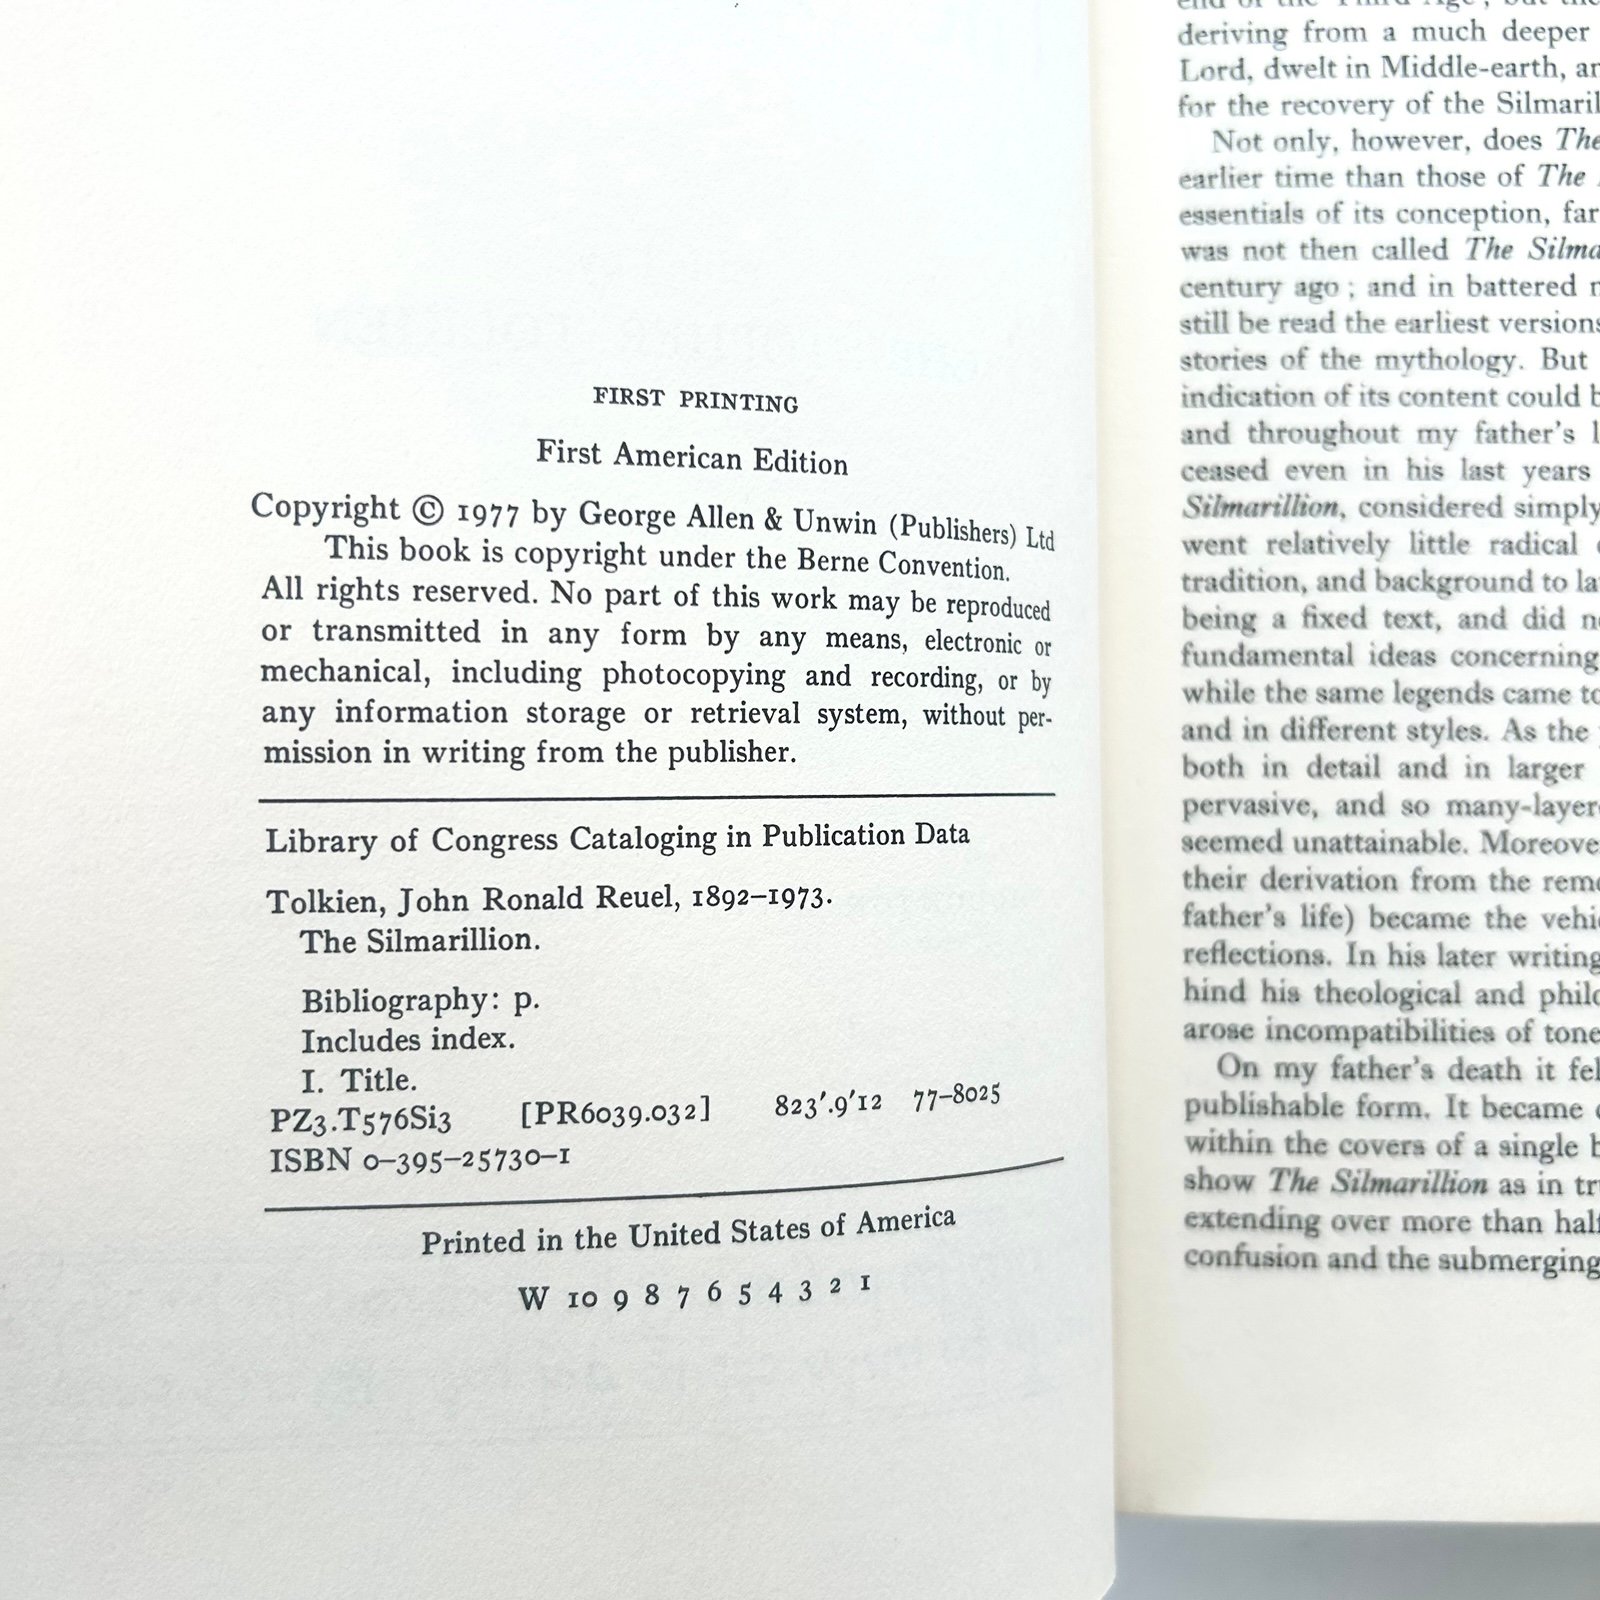 FIRST PRINTING
First American Edition
Copyright © 1977 by George Allen & Unwin (Publishers) Ltd
This book is copyright under the Berne Convention.
All rights reserved. No part of this work may be reproduced
or transmitted in any form by any means, electronic or
mechanical, including photocopying and recording, or by
any information storage or retrieval system, without per-
mission in writing from the publisher.
Library of Congress Cataloging in Publication Data
Tolkien, John Ronald Reuel, 1892–1973.
The Silmarillion.
Bibliography: p.
Includes index.
I. Title.
PZ3.T576Si3 [PR6039.032] 823'.9'12 77–8025
ISBN 0–395–25730–1
Printed in the United States of America
W 10 9 8 7 6 5 4 3 2 1
end of the Third Age; but the
deriving from a much deeper
Lord, dwelt in Middle-earth, an
for the recovery of the Silmaril
Not only, however, does The
earlier time than those of The
essentials of its conception, far
was not then called The Silma
century ago; and in battered
still be read the earliest versions
stories of the mythology. But
indication of its content could b
and throughout my father's l
ceased even in his last years
Silmarillion, considered simply
went relatively little radical
tradition, and background to la
being a fixed text, and did n
fundamental ideas concerning
while the same legends came to
and in different styles. As the
both in detail and in larger
pervasive, and so many-layer
seemed unattainable. Moreove
their derivation from the rem
father's life) became the vehi
reflections. In his later writing
hind his theological and philo
arose incompatibilities of tone
On my father's death it fel
publishable form. It became
within the covers of a single b
show The Silmarillion as in tr
extending over more than half
confusion and the submerging